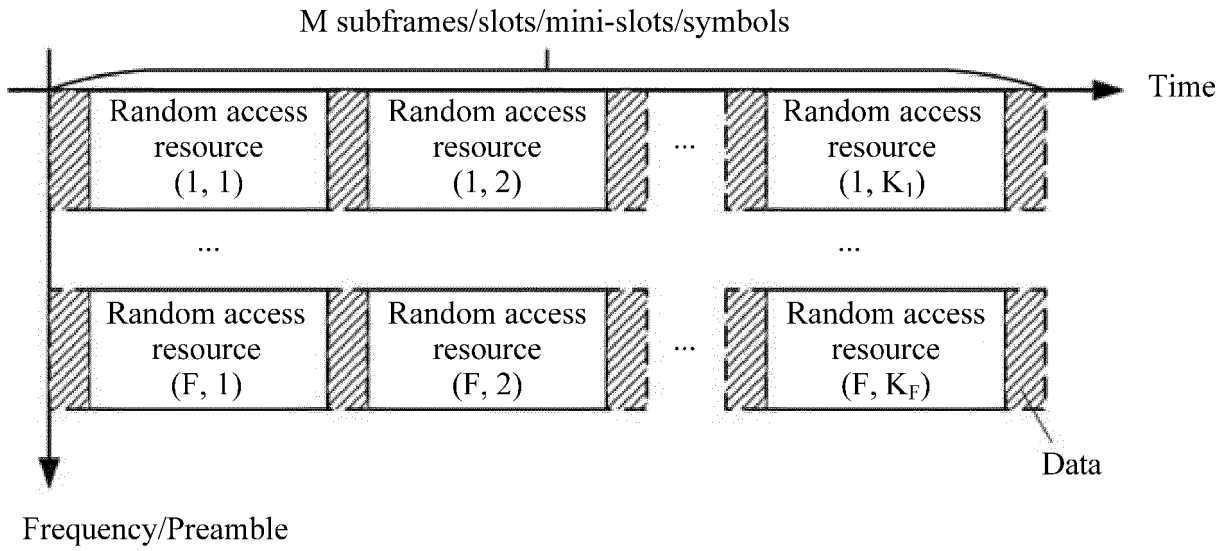 M subframes/slots/mini-slots/symbols
Time
Random access
resource
(1, 1)
Random access
resource
(1, 2)
...
Random access
resource
(1, K₁)
...
...
Random access
resource
(F, 1)
Random access
resource
(F, 2)
...
Random access
resource
(F, K_F)
Data
Frequency/Preamble